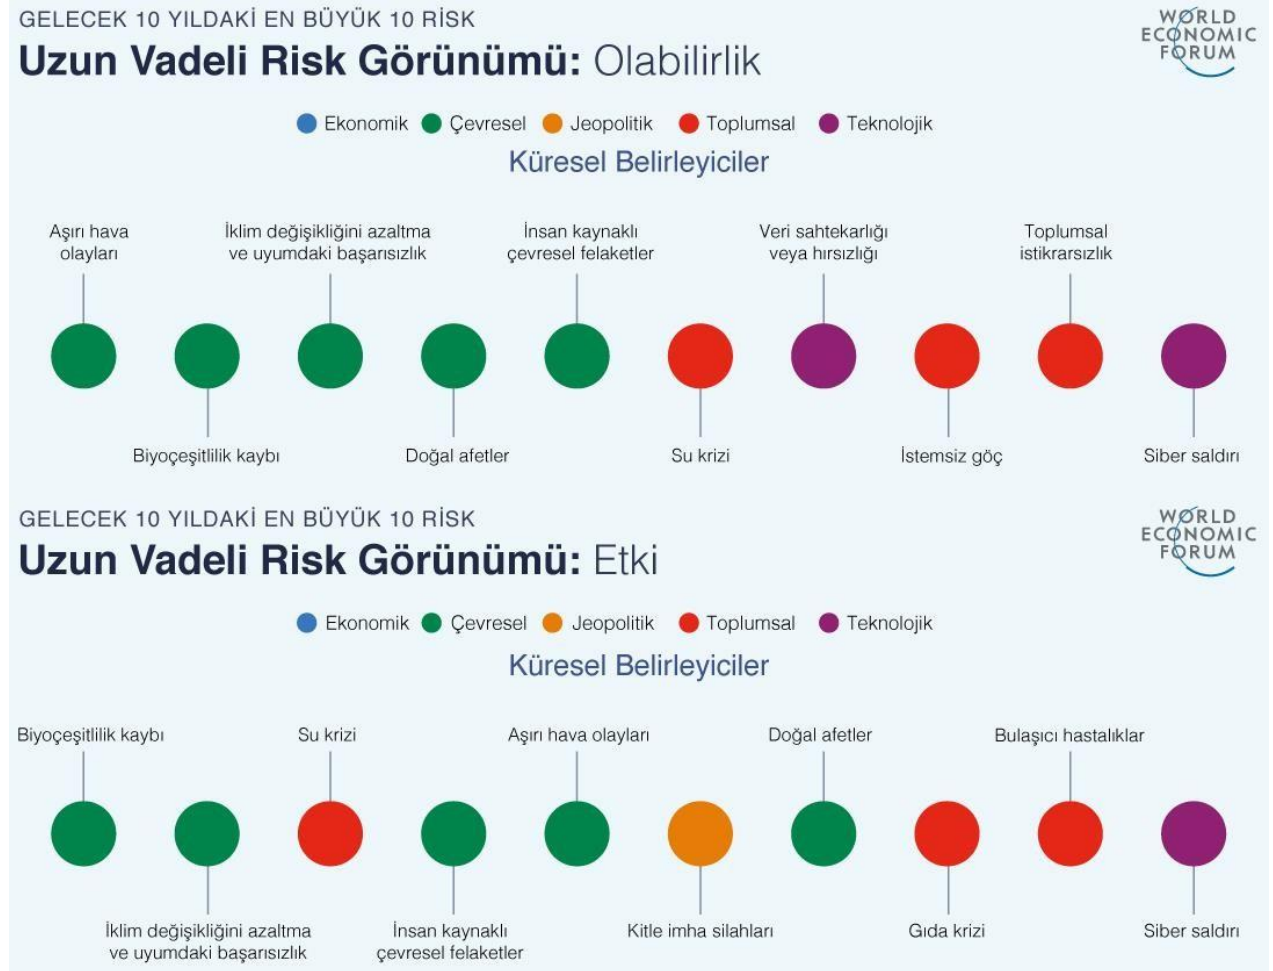 GELECEK 10 YILDAKİ EN BÜYÜK 10 RİSK
Uzun Vadeli Risk Görünümü: Olabilirlik
WORLD
ECONOMIC
FORUM
Ekonomik Çevresel Jeopolitik Toplumsal Teknolojik
Küresel Belirleyiciler
Aşırı hava
olayları
İklim değişikliğini azaltma
ve uyumdaki başarısızlık
İnsan kaynaklı
çevresel felaketler
Veri sahtekarlığı
veya hırsızlığı
Toplumsal
istikrarsızlık
Biyoçeşitlilik kaybı
Doğal afetler
Su krizi
İstemsiz göç
Siber saldırı
GELECEK 10 YILDAKİ EN BÜYÜK 10 RİSK
Uzun Vadeli Risk Görünümü: Etki
WORLD
ECONOMIC
FORUM
Ekonomik Çevresel Jeopolitik Toplumsal Teknolojik
Küresel Belirleyiciler
Biyoçeşitlilik kaybı
Su krizi
Aşırı hava olayları
Doğal afetler
Bulaşıcı hastalıklar
İklim değişikliğini azaltma
ve uyumdaki başarısızlık
İnsan kaynaklı
çevresel felaketler
Kitle imha silahları
Gıda krizi
Siber saldırı